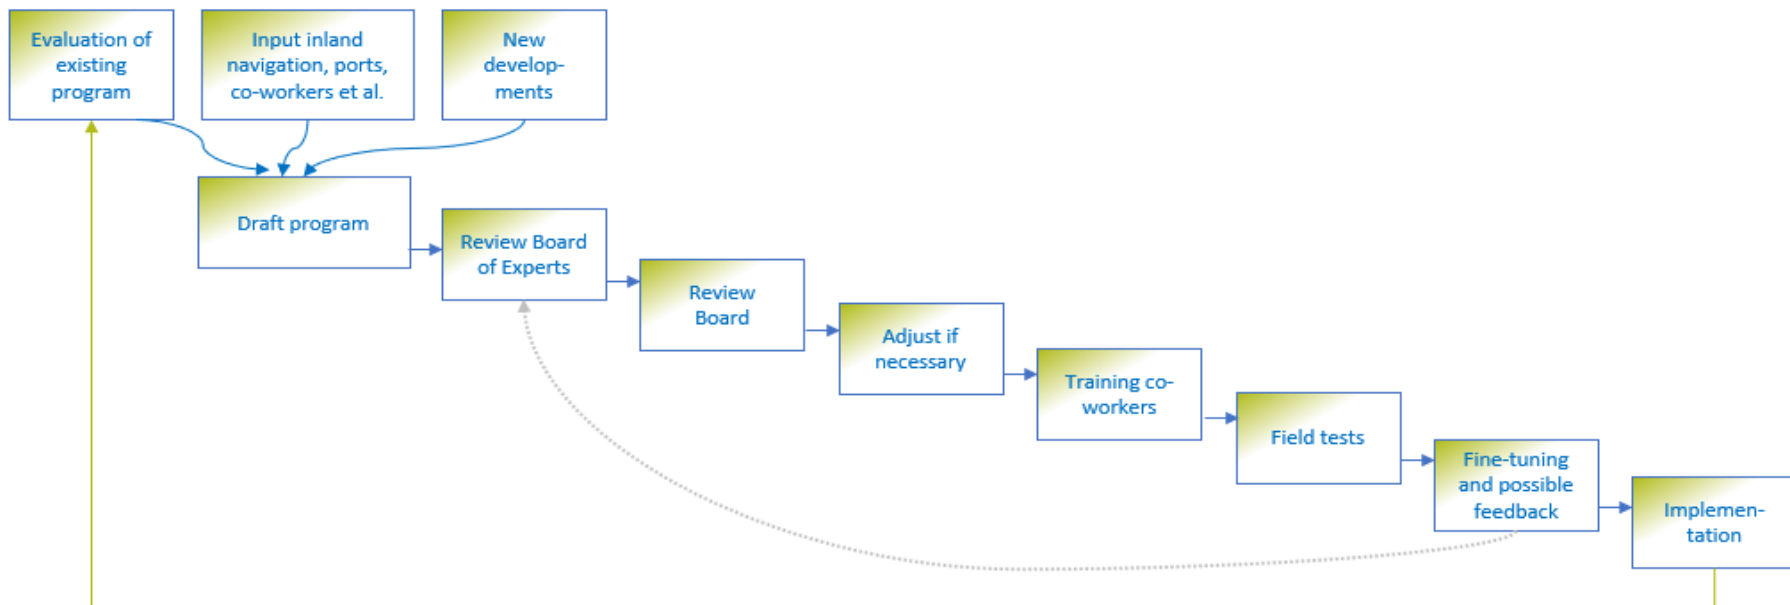 Evaluation of
existing
program
Input inland
navigation, ports,
co-workers et al.
New
develop-
ments
Draft program
Review Board
of Experts
Review
Board
Adjust if
necessary
Training co-
workers
Field tests
Fine-tuning
and possible
feedback
Implemen-
tation